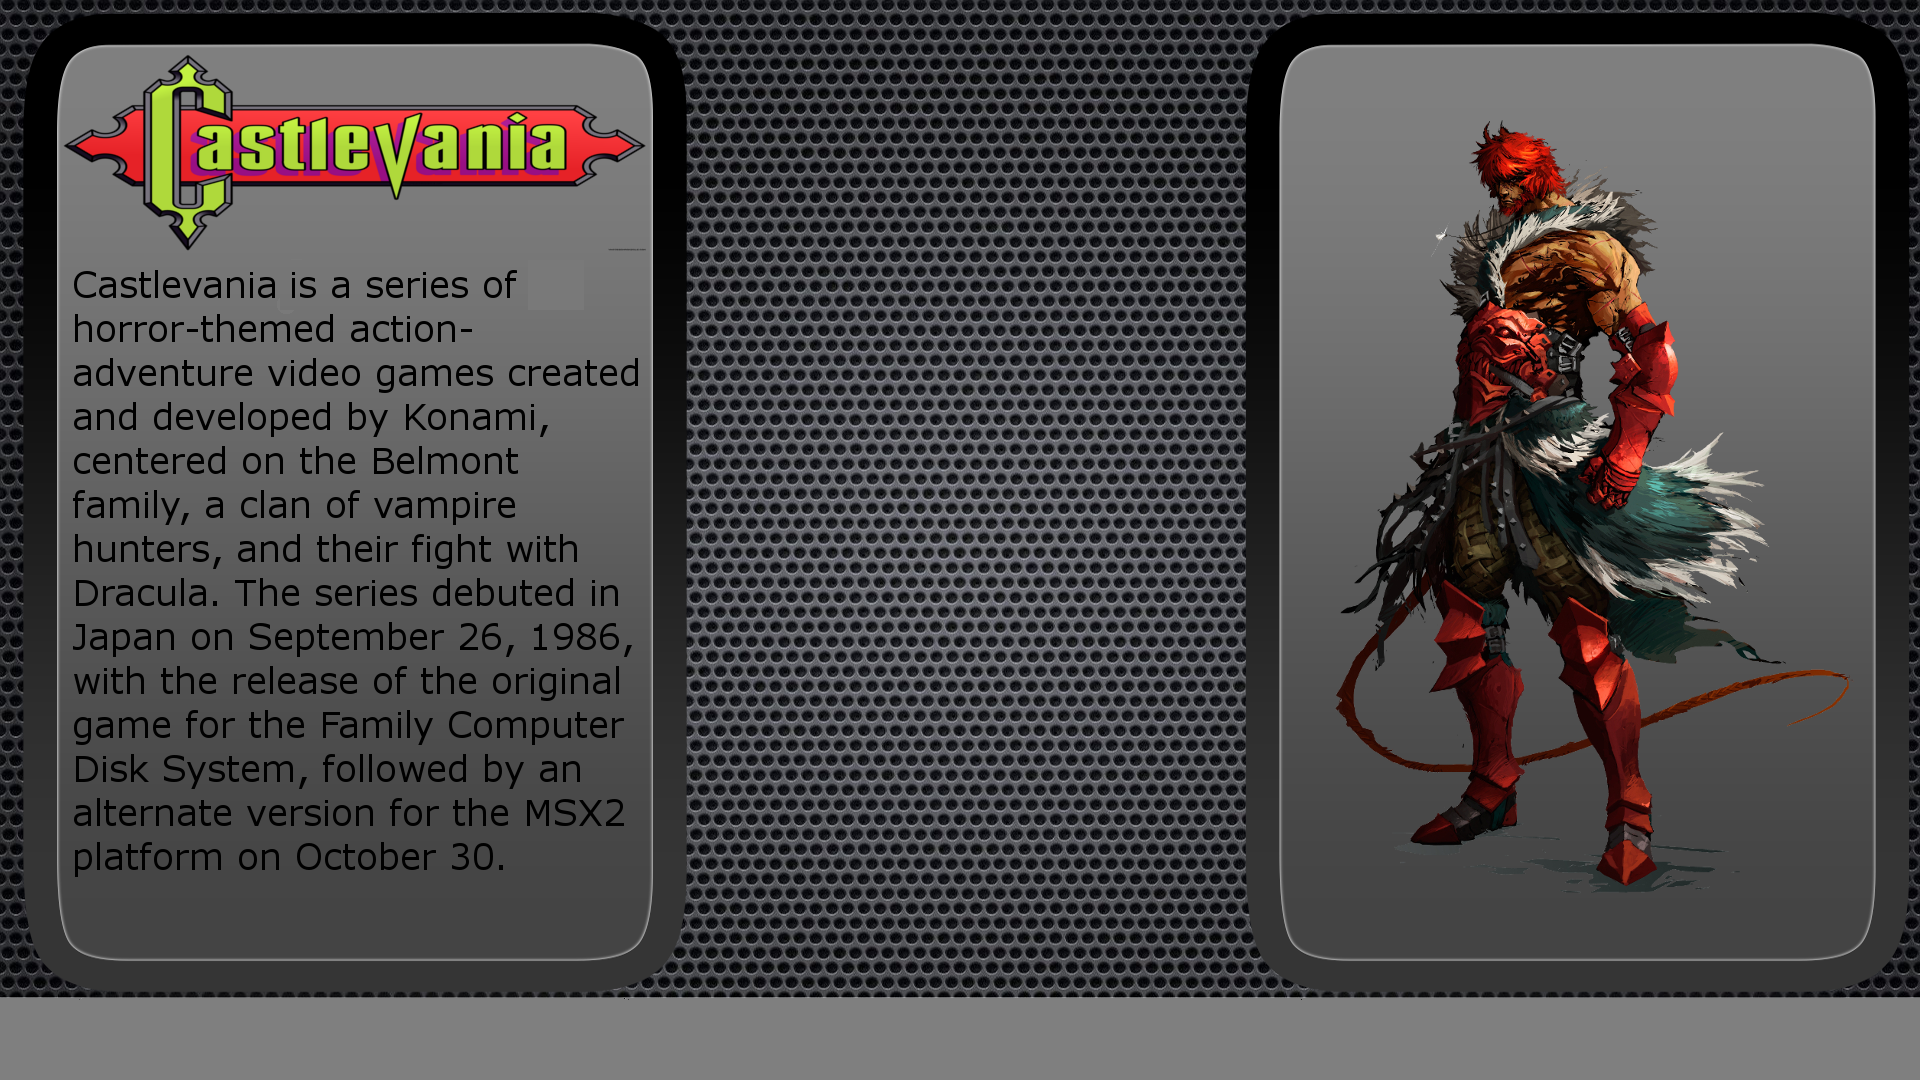 Castlevania
Castlevania is a series of
horror-themed action-
adventure video games created
and developed by Konami,
centered on the Belmont
family, a clan of vampire
hunters, and their fight with
Dracula. The series debuted in
Japan on September 26, 1986,
with the release of the original
game for the Family Computer
Disk System, followed by an
alternate version for the MSX2
platform on October 30.